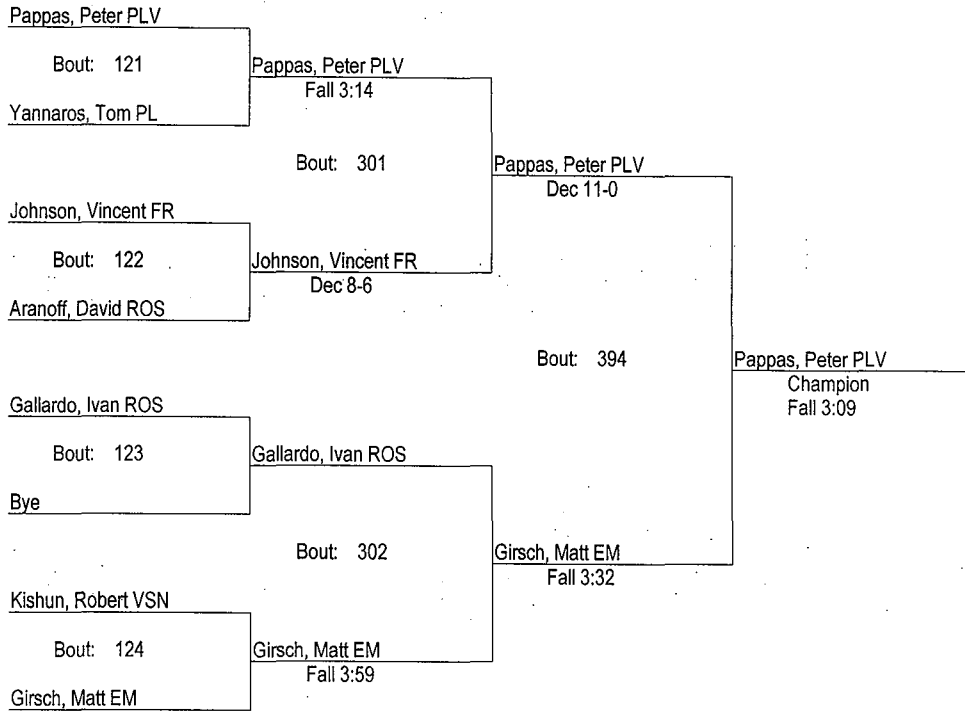 Pappas, Peter PLV
Bout: 121
Yannaros, Tom PL
Pappas, Peter PLV
Fall 3:14
Bout: 301
Johnson, Vincent FR
Bout: 122
Aranoff, David ROS
Johnson, Vincent FR
Dec 8-6
Pappas, Peter PLV
Dec 11-0
Gallardo, Ivan ROS
Bout: 123
Bye
Gallardo, Ivan ROS
Bout: 302
Kishun, Robert VSN
Bout: 124
Girsch, Matt EM
Girsch, Matt EM
Fall 3:59
Girsch, Matt EM
Fall 3:32
Bout: 394
Pappas, Peter PLV
Champion
Fall 3:09